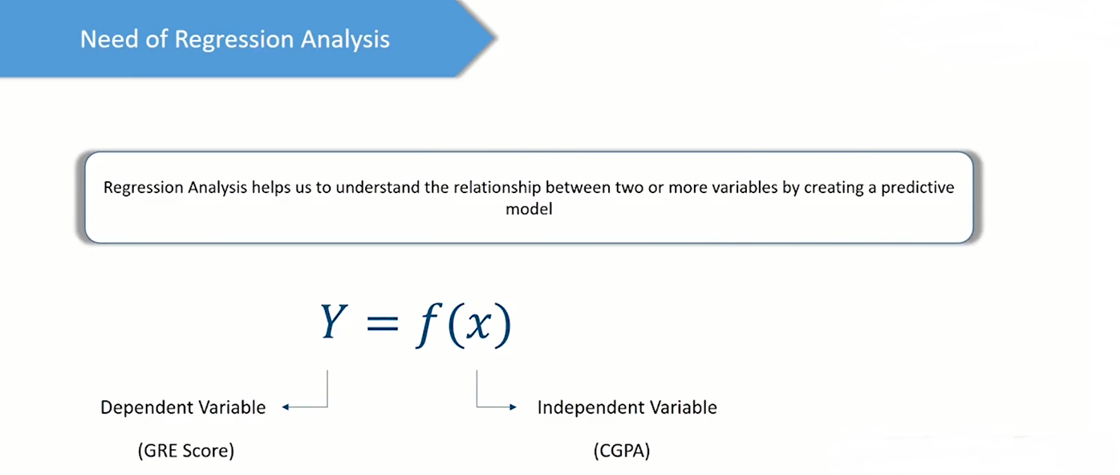 Need of Regression Analysis
Regression Analysis helps us to understand the relationship between two or more variables by creating a predictive
model
Y = f(x)
Dependent Variable
Independent Variable
(GRE Score)
(CGPA)